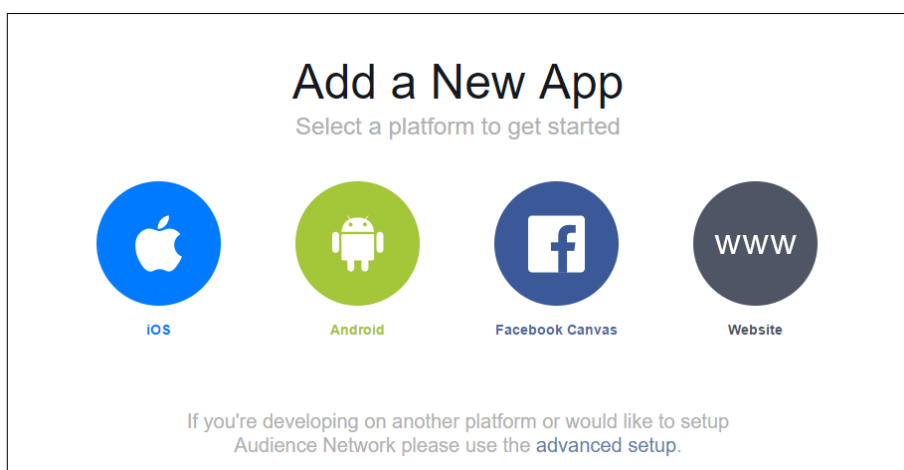 Add a New App
Select a platform to get started
www
iOS
Android
Facebook Canvas
Website
If you're developing on another platform or would like to setup
Audience Network please use the advanced setup.